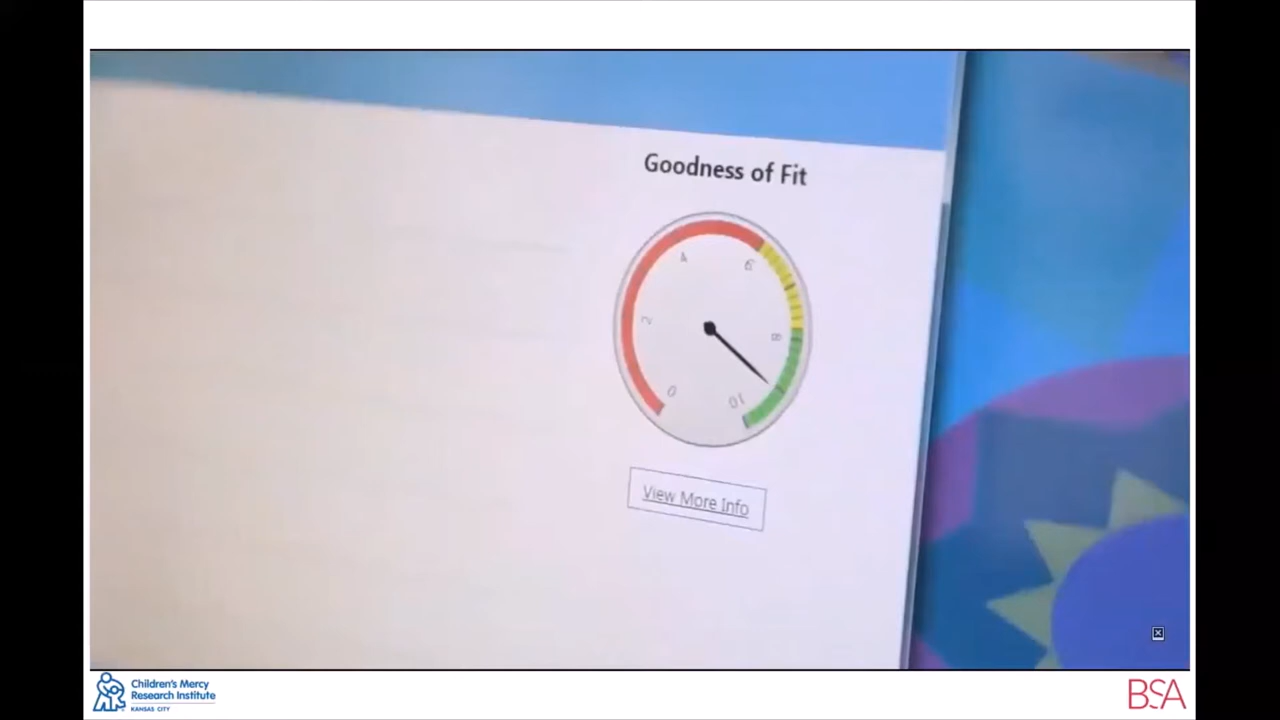 Goodness of Fit
0
2
4
6
8
10
View More Info
Children's Mercy
Research Institute
KANSAS CITY
BSA